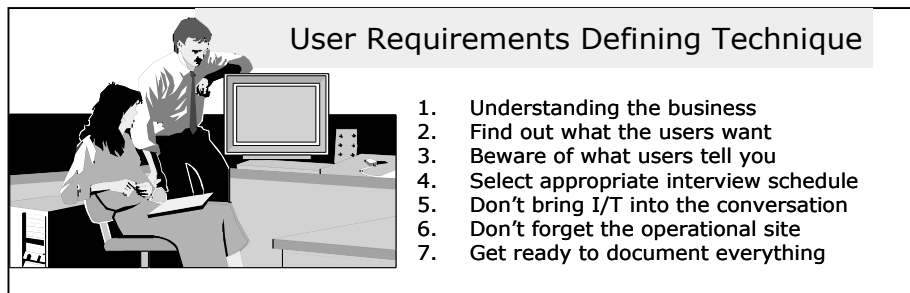 User Requirements Defining Technique
1. Understanding the business
2. Find out what the users want
3. Beware of what users tell you
4. Select appropriate interview schedule
5. Don’t bring I/T into the conversation
6. Don’t forget the operational site
7. Get ready to document everything